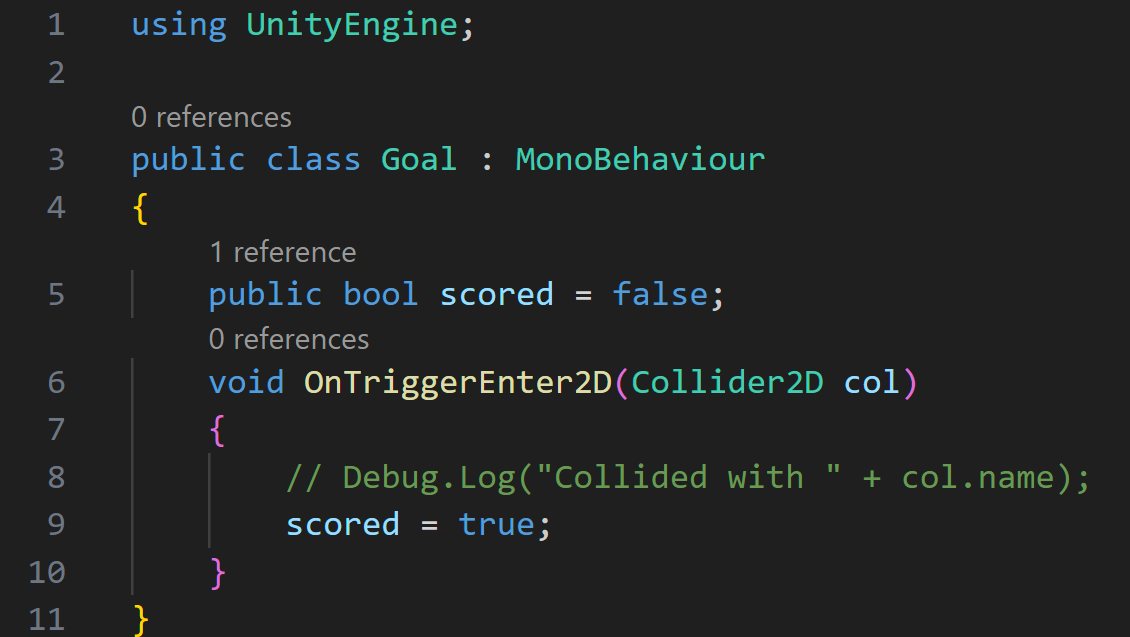 1 using UnityEngine;
2
0 references
3 public class Goal : MonoBehaviour
4 {
1 reference
5 public bool scored = false;
0 references
6 void OnTriggerEnter2D(Collider2D col)
7 {
8 // Debug.Log("Collided with " + col.name);
9 scored = true;
10 }
11 }